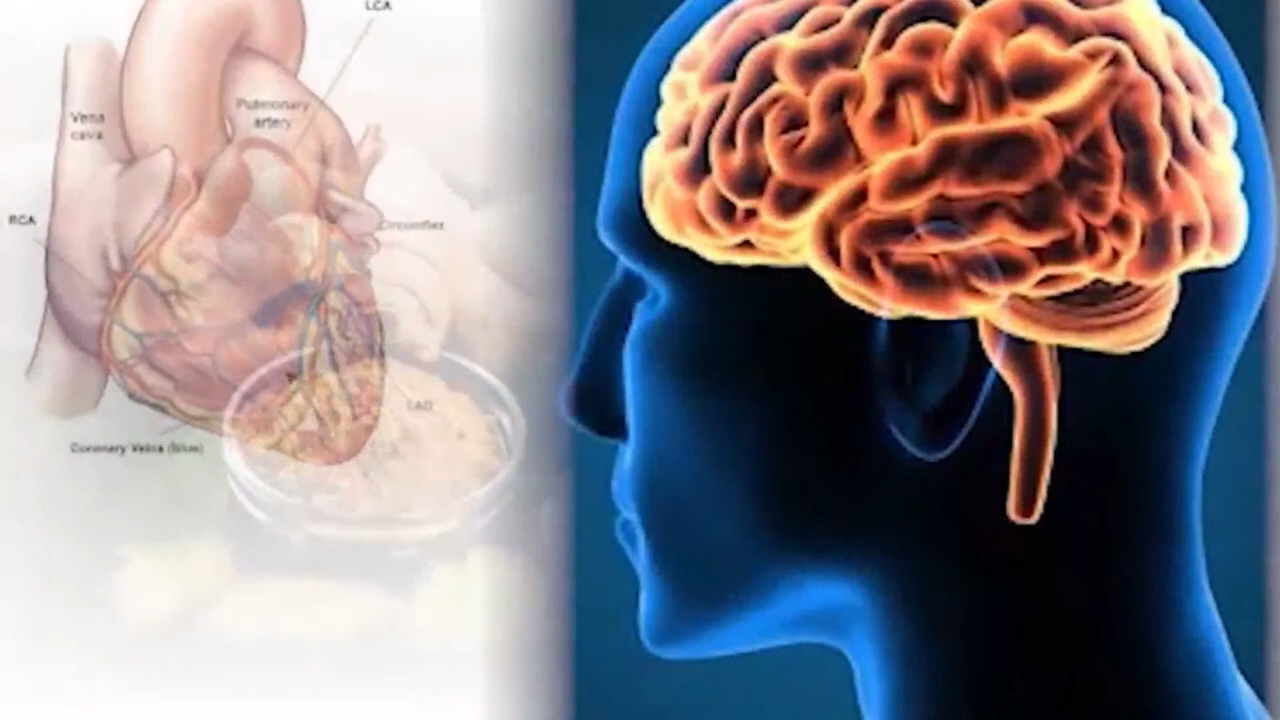 LCA
Pulmonary
artery
Vena
cava
RCA
Circumflex
LAD
Coronary Veins (Blue)